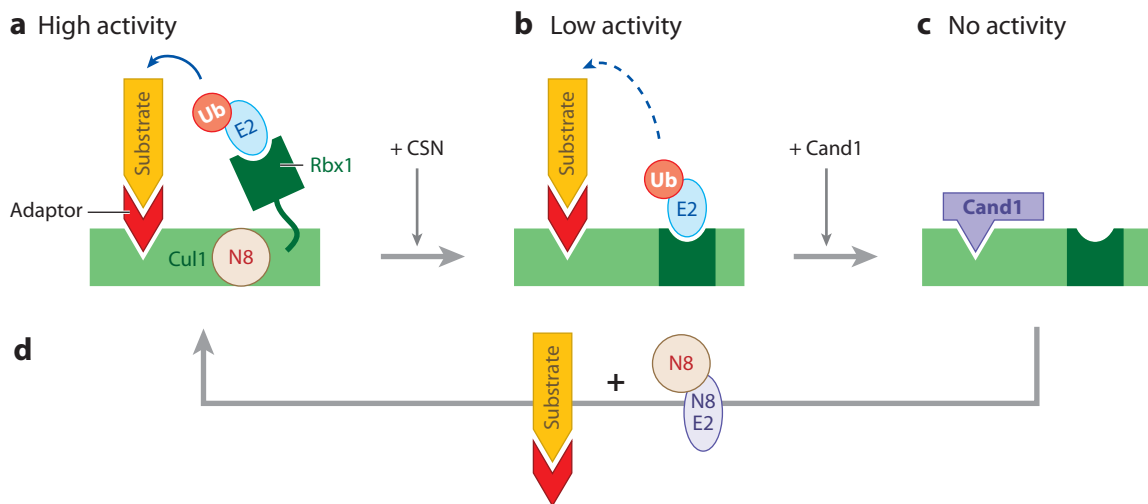 a High activity
b Low activity
c No activity
Substrate
Ub
E2
Rbx1
Adaptor
Cul1
N8
+ CSN
Substrate
Ub
E2
+ Cand1
Cand1
d
Substrate
+
N8
N8
E2